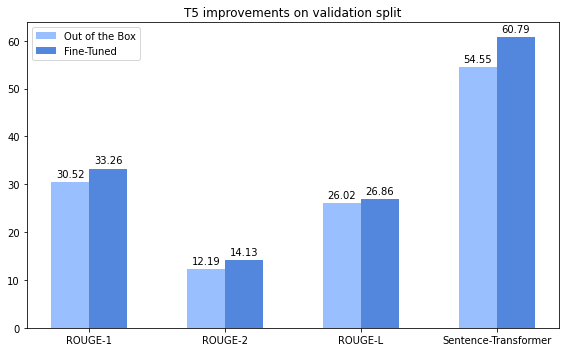 T5 improvements on validation split
Out of the Box
Fine-Tuned
60
50
40
30
20
10
0
30.52
33.26
12.19
14.13
26.02
26.86
54.55
60.79
ROUGE-1
ROUGE-2
ROUGE-L
Sentence-Transformer